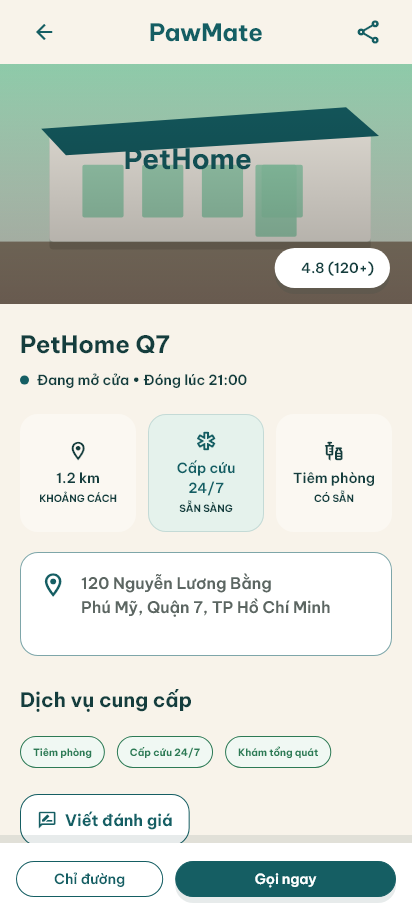 PawMate
PetHome
4.8 (120+)
PetHome Q7
Đang mở cửa • Đóng lúc 21:00
1.2 km
KHOẢNG CÁCH
Cấp cứu
24/7
SẴN SÀNG
Tiêm phòng
CÓ SẴN
120 Nguyễn Lương Bằng
Phú Mỹ, Quận 7, TP Hồ Chí Minh
Dịch vụ cung cấp
Tiêm phòng
Cấp cứu 24/7
Khám tổng quát
Viết đánh giá
Chỉ đường
Gọi ngay